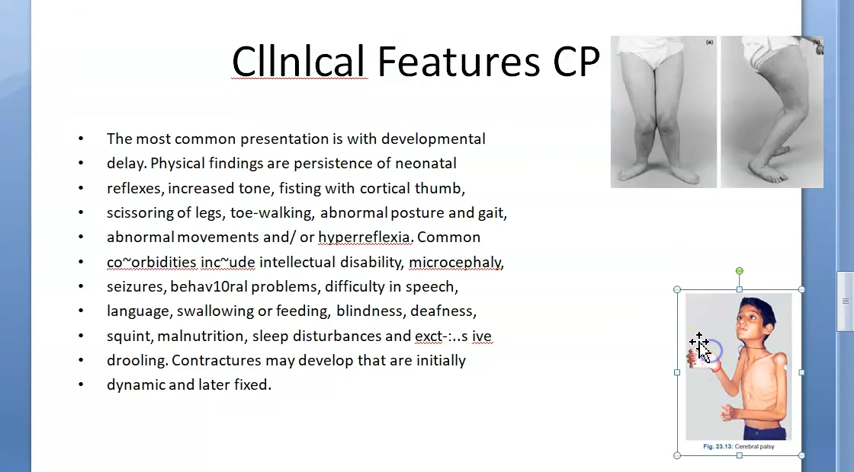 Cllnlcal Features CP
(a)
• The most common presentation is with developmental
• delay. Physical findings are persistence of neonatal
• reflexes, increased tone, fisting with cortical thumb,
• scissoring of legs, toe-walking, abnormal posture and gait,
• abnormal movements and/ or hyperreflexia. Common
• co~orbidities inc~ude intellectual disability, microcephaly,
• seizures, behav10ral problems, difficulty in speech,
• language, swallowing or feeding, blindness, deafness,
• squint, malnutrition, sleep disturbances and exct-:..s ive
• drooling. Contractures may develop that are initially
• dynamic and later fixed.
Fig. 23.13: Cerebral palsy